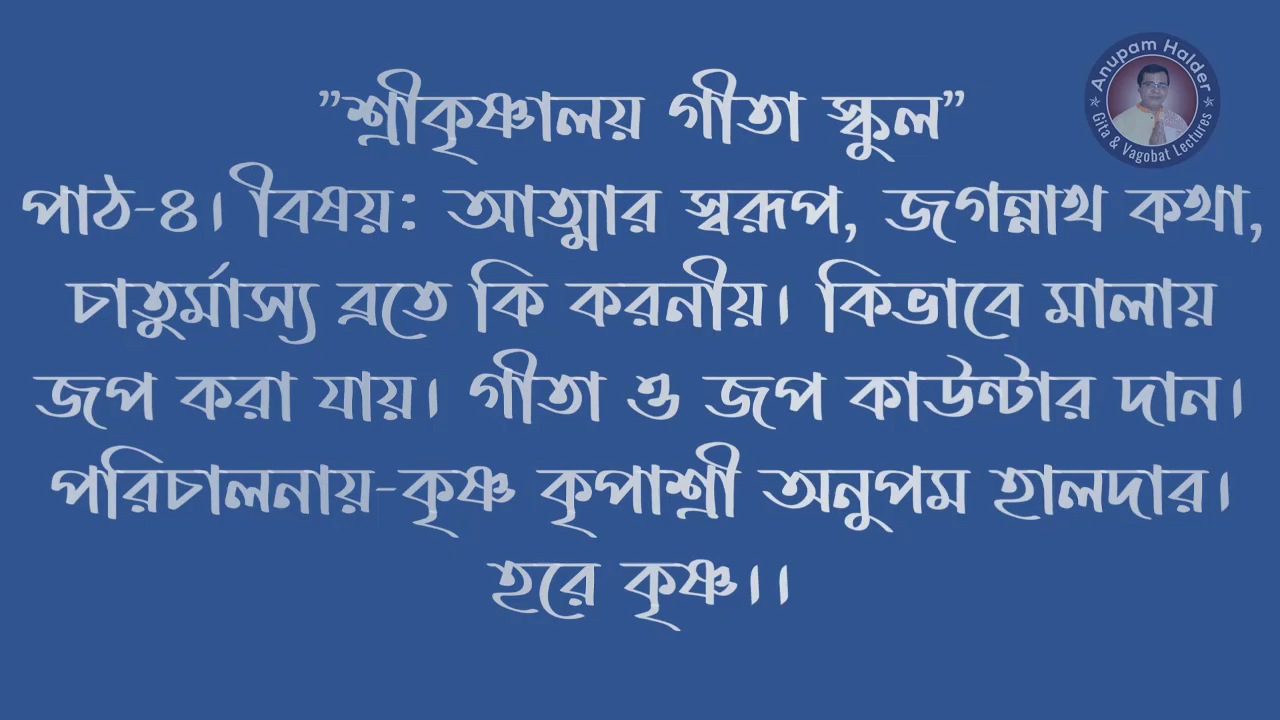 ”শ্রীকৃষ্ণালয় গীতা স্কুল”
পাঠ-৪। ীবষয়: আত্মার স্বরূপ, জগন্নাথ কথা,
চাতুর্মাস্য ব্রতে কি করনীয়। কিভাবে মালায়
জপ করা যায়। গীতা ও জপ কাউন্টার দান।
পরিচালনায়-কৃষ্ণ কৃপাশ্রী অনুপম হালদার।
হরে কৃষ্ণ।।
Anupam Halder
Gita & Vagobat Lectures